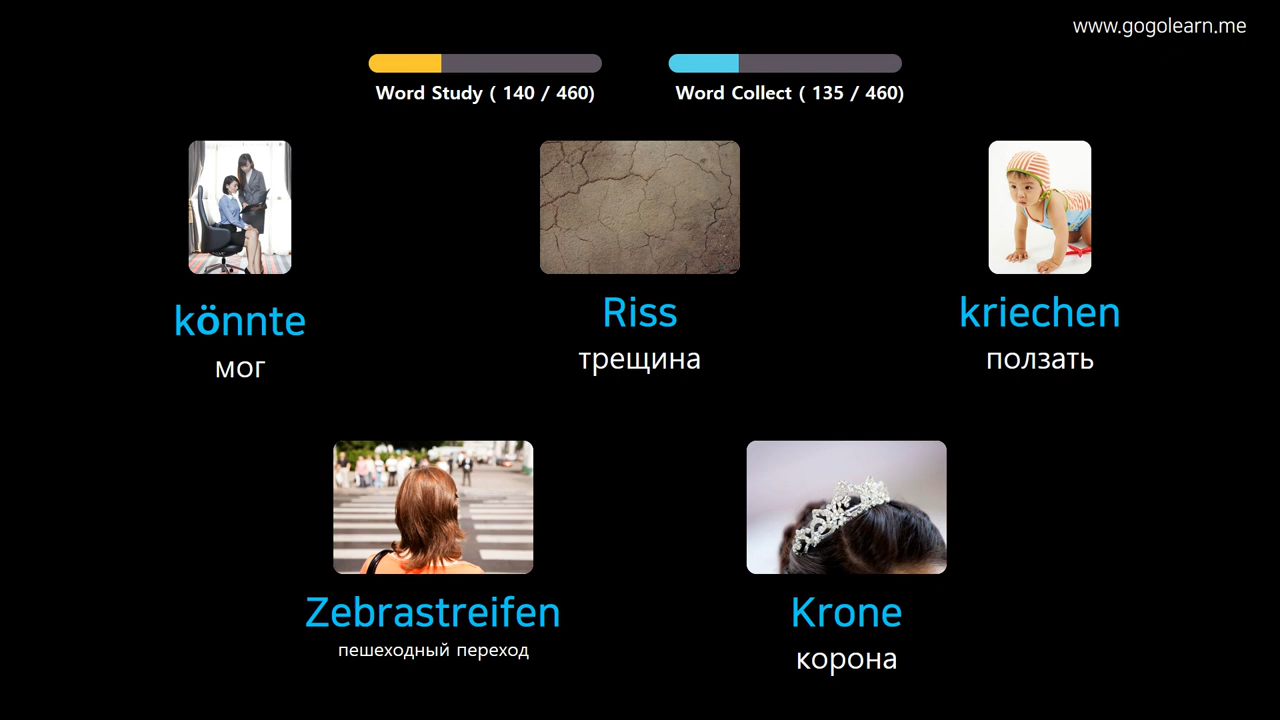 www.gogolearn.me
Word Study ( 140 / 460)
Word Collect ( 135 / 460)
könnte
мог
Riss
трещина
kriechen
ползать
Zebrastreifen
пешеходный переход
Krone
корона